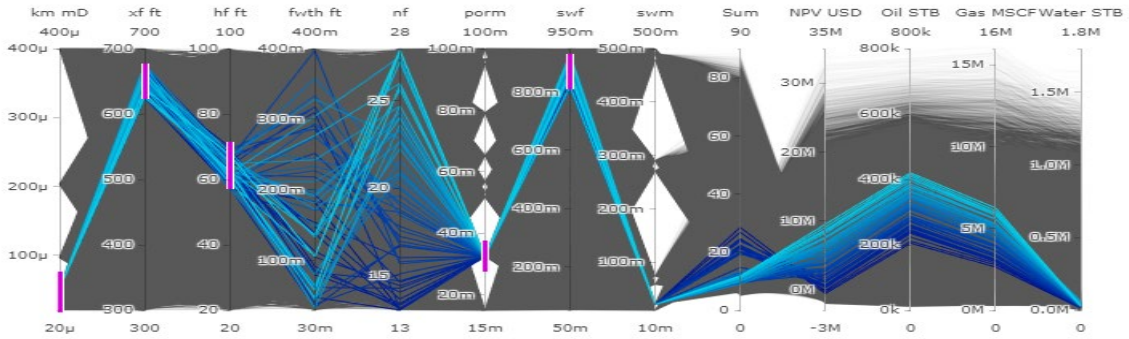 km mD xf ft hf ft fwth ft nf porm swf swm Sum NPV USD Oil STB Gas MSCF Water STB
400µ 700 100 400m 28 100m 950m 500m 90 35M 800k 16M 1.8M
400µ 700 100 400m 100m 500m 800k
15M
80 30M
25 1.5M
300µ 600 80 300m 80m 800m 400m 600k
60 20M
300m 10M
60m 600m 1.0M
200µ 500 60 200m 20 200m 40 400k
400m 10M
40m 5M 0.5M
100µ 400 40 100m 15 200m 100m 20 200k
20m 0M
300 20 30m 10m 0 0k 0M 0.0M
20µ 300 20 30m 13 15m 50m 10m 0 -3M 0 0 0